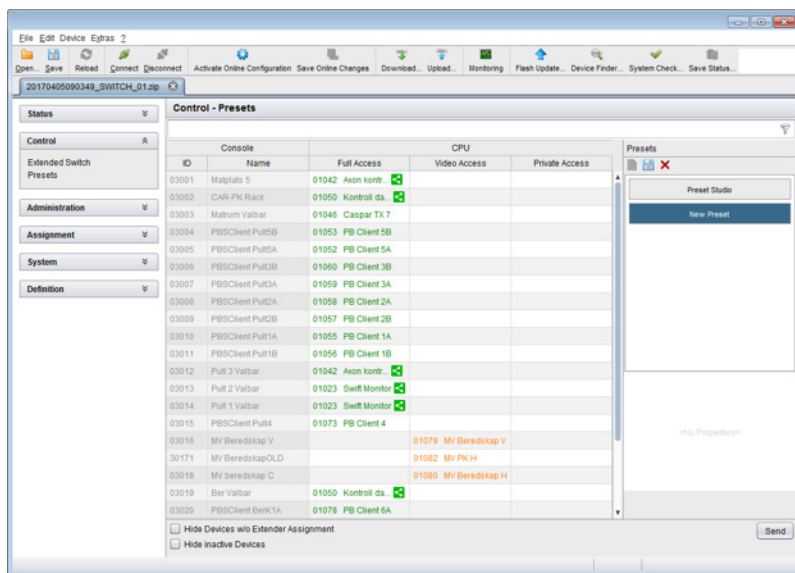 File Edit Device Extras ?
Open... Save Reload Connect Disconnect Activate Online Configuration Save Online Changes Download... Upload... Monitoring Flash Update... Device Finder... System Check... Save Status...
20170405090349_SWITCH_01.zip
Status
Control
Extended Switch
Presets
Administration
Assignment
System
Definition
Control - Presets
Console CPU
ID Name Full Access Video Access Private Access
03001 Matplats 5 01042 Axon kontr...
03002 CAR-PK Rack 01050 Kontroll da...
03003 Matrum Valbar 01046 Caspar TX 7
03004 PBSClient Pult5B 01053 PB Client 5B
03005 PBSClient Pult5A 01052 PB Client 5A
03006 PBSClient Pult3B 01060 PB Client 3B
03007 PBSClient Pult3A 01059 PB Client 3A
03008 PBSClient Pult2A 01058 PB Client 2A
03009 PBSClient Pult2B 01057 PB Client 2B
03010 PBSClient Pult1A 01055 PB Client 1A
03011 PBSClient Pult1B 01056 PB Client 1B
03012 Pult 3 Valbar 01042 Axon kontr...
03013 Pult 2 Valbar 01023 Swift Monitor
03014 Pult 1 Valbar 01023 Swift Monitor
03015 PBSClient Pult4 01073 PB Client 4
03016 MV Beredskap V 01079 MV Beredskap V
30171 MV BeredskapOLD 01082 MV PK H
03018 MV beredskap C 01080 MV Beredskap H
03019 Ber Valbar 01050 Kontroll da...
03020 PBSClient BerK1A 01078 PB Client 6A
Hide Devices w/o Extender Assignment
Hide inactive Devices
Presets
Preset Studio
New Preset
<No Properties>
Send